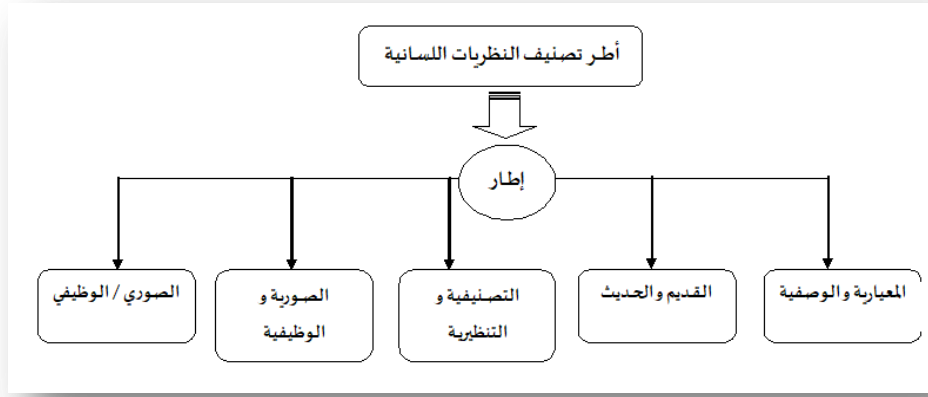 أطر تصنيف النظريات اللسانية
إطار
المعيارية والوصفية
القديم والحديث
التصنيفية و
التنظيرية
الصورية و
الوظيفية
الصوري / الوظيفي